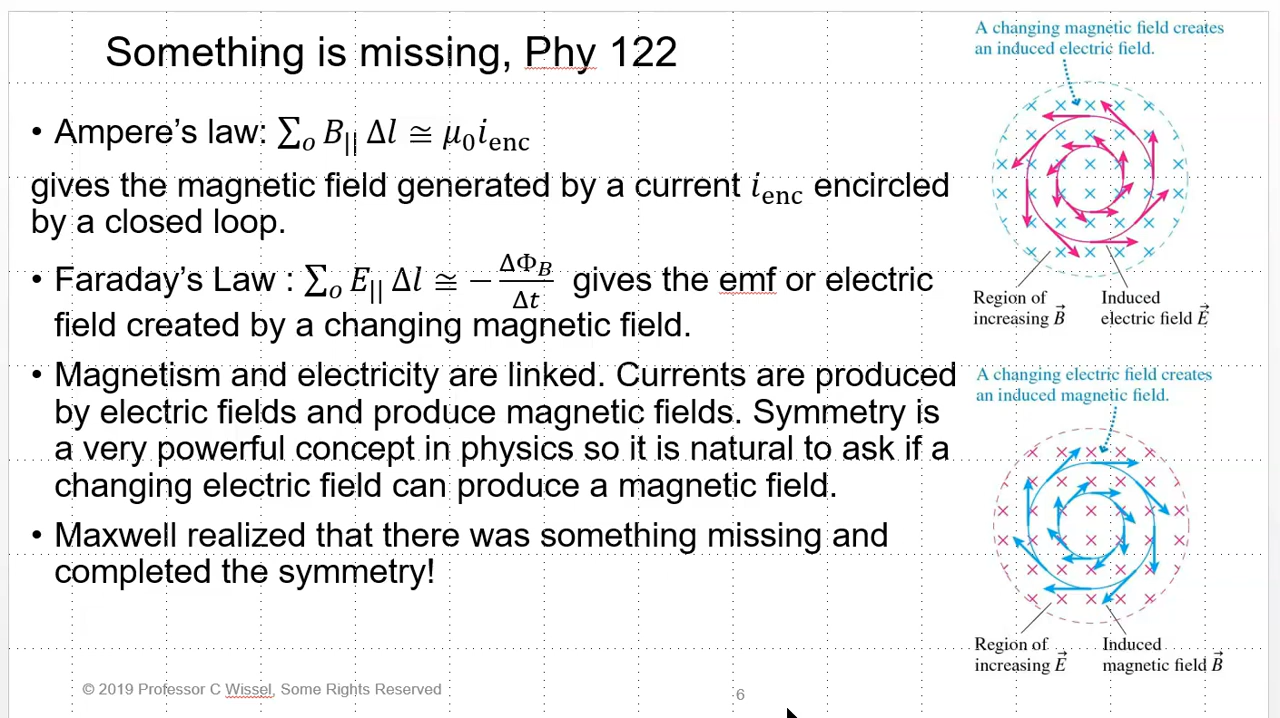 Something is missing, Phy 122
• Ampere’s law: ∑ₒ B_|| Δl ≅ μ₀i_enc
gives the magnetic field generated by a current i_enc encircled
by a closed loop.
• Faraday’s Law : ∑ₒ E_|| Δl ≅ − ΔΦ_B/Δt gives the emf or electric
field created by a changing magnetic field.
• Magnetism and electricity are linked. Currents are produced
by electric fields and produce magnetic fields. Symmetry is
a very powerful concept in physics so it is natural to ask if a
changing electric field can produce a magnetic field.
• Maxwell realized that there was something missing and
completed the symmetry!
A changing magnetic field creates
an induced electric field.
Region of
increasing B⃗
Induced
electric field E⃗
A changing electric field creates
an induced magnetic field.
Region of
increasing E⃗
Induced
magnetic field B⃗
© 2019 Professor C Wissel, Some Rights Reserved
6